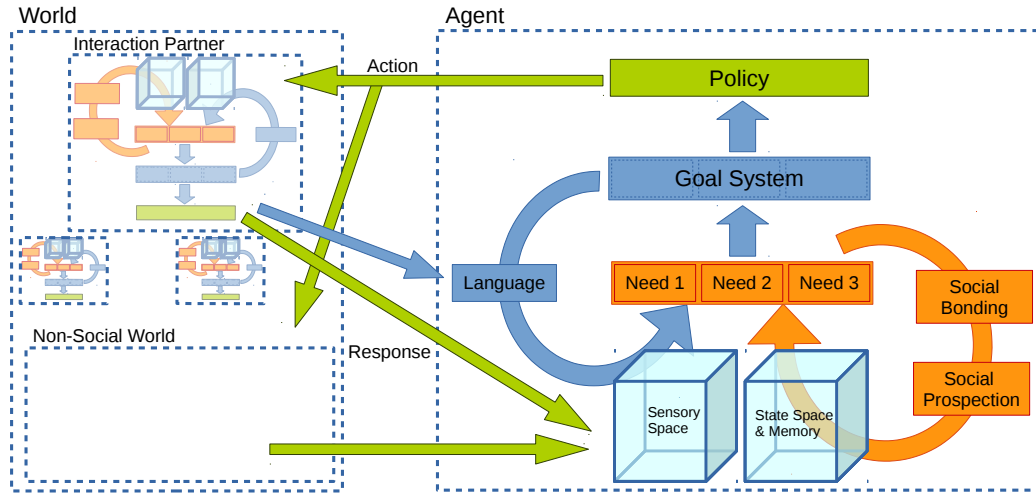 World
Agent
Interaction Partner
Action
Policy
Goal System
Language
Need 1
Need 2
Need 3
Social
Bonding
Non-Social World
Response
Social
Prospection
Sensory
Space
State Space
& Memory